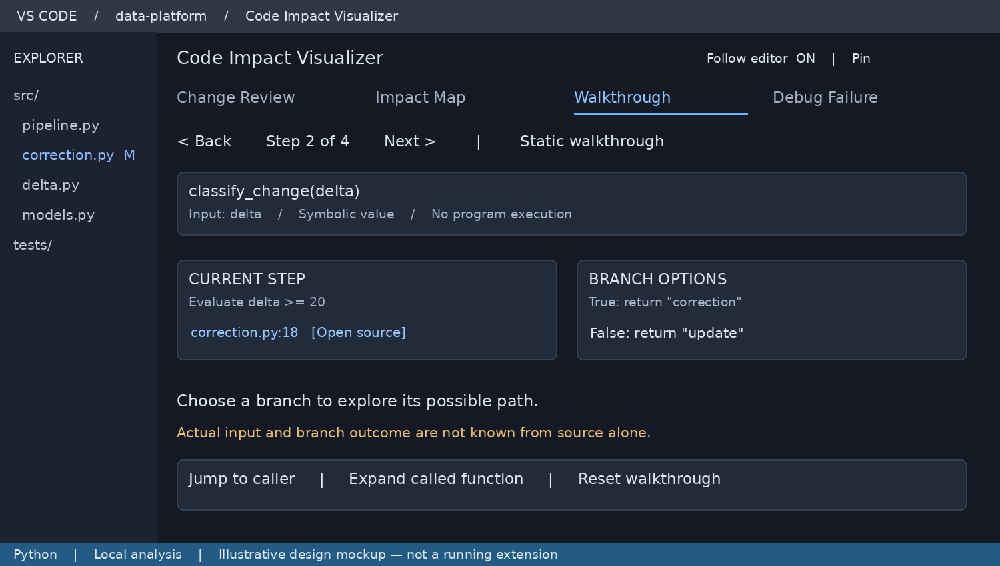 VS CODE / data-platform / Code Impact Visualizer
EXPLORER
src/
pipeline.py
correction.py M
delta.py
models.py
tests/
Code Impact Visualizer
Follow editor ON | Pin
Change Review Impact Map Walkthrough Debug Failure
< Back Step 2 of 4 Next > | Static walkthrough
classify_change(delta)
Input: delta / Symbolic value / No program execution
CURRENT STEP
Evaluate delta >= 20
correction.py:18 [Open source]
BRANCH OPTIONS
True: return "correction"
False: return "update"
Choose a branch to explore its possible path.
Actual input and branch outcome are not known from source alone.
Jump to caller | Expand called function | Reset walkthrough
Python | Local analysis | Illustrative design mockup — not a running extension